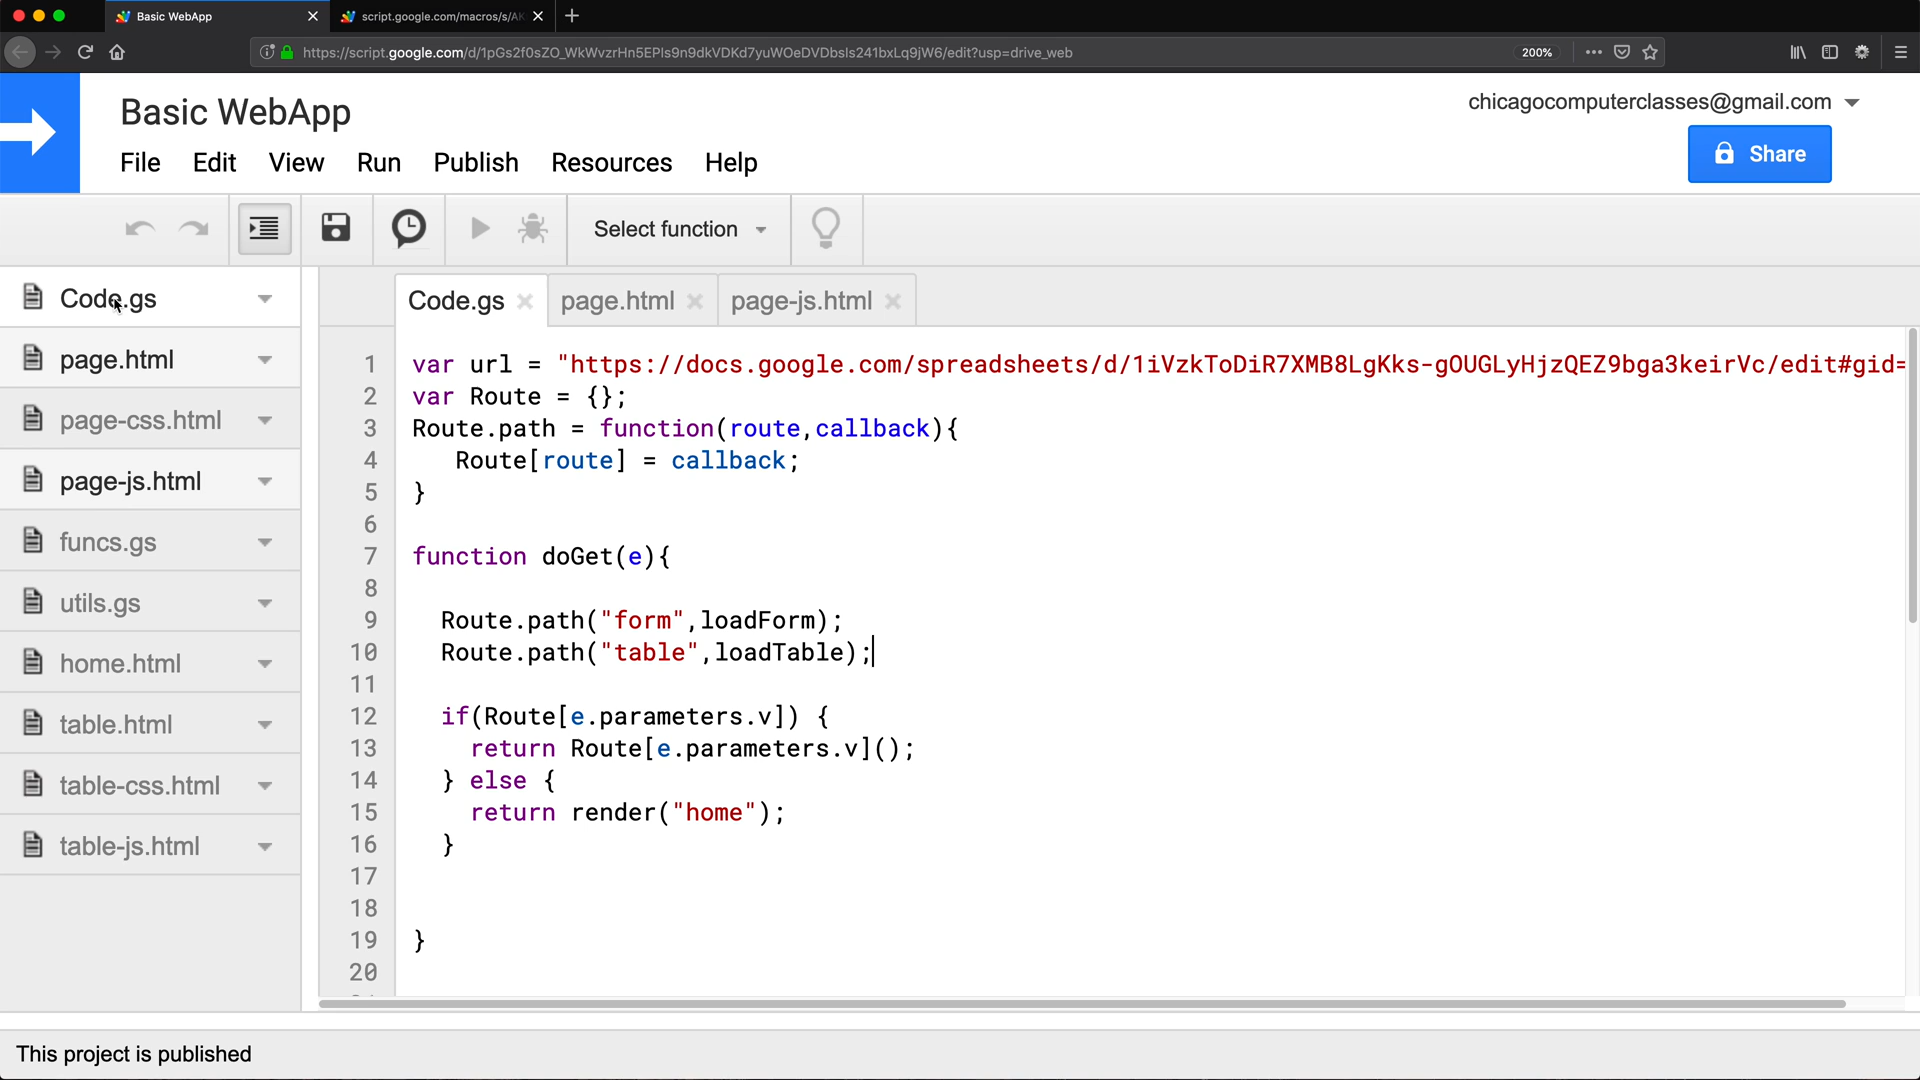 Basic WebApp
script.google.com/macros/s/AK
https://script.google.com/d/1pGs2f0sZO_WkWvzrHn5EPIs9n9dkVDKd7yuWOeDVDbsIs241bxLq9jW6/edit?usp=drive_web
200%
Basic WebApp
chicagocomputerclasses@gmail.com
File Edit View Run Publish Resources Help
Share
Select function
Code.gs
page.html
page-css.html
page-js.html
funcs.gs
utils.gs
home.html
table.html
table-css.html
table-js.html
Code.gs page.html page-js.html
1 var url = "https://docs.google.com/spreadsheets/d/1iVzkToDiR7XMB8LgKks-gOUGLyHjzQEZ9bga3keirVc/edit#gid=
2 var Route = {};
3 Route.path = function(route,callback){
4 Route[route] = callback;
5 }
6
7 function doGet(e){
8
9 Route.path("form",loadForm);
10 Route.path("table",loadTable);
11
12 if(Route[e.parameters.v]) {
13 return Route[e.parameters.v]();
14 } else {
15 return render("home");
16 }
17
18
19 }
20
This project is published